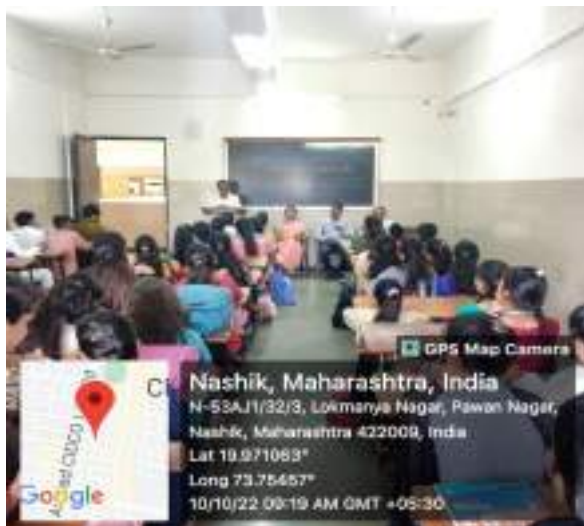 GPS Map Camera
Nashik, Maharashtra, India
N-53AJ1/32/3, Lokmanya Nagar, Pawan Nagar,
Nashik, Maharashtra 422009, India
Lat 19.971063°
Long 73.75457°
10/10/22 09:19 AM GMT +05:30
Google